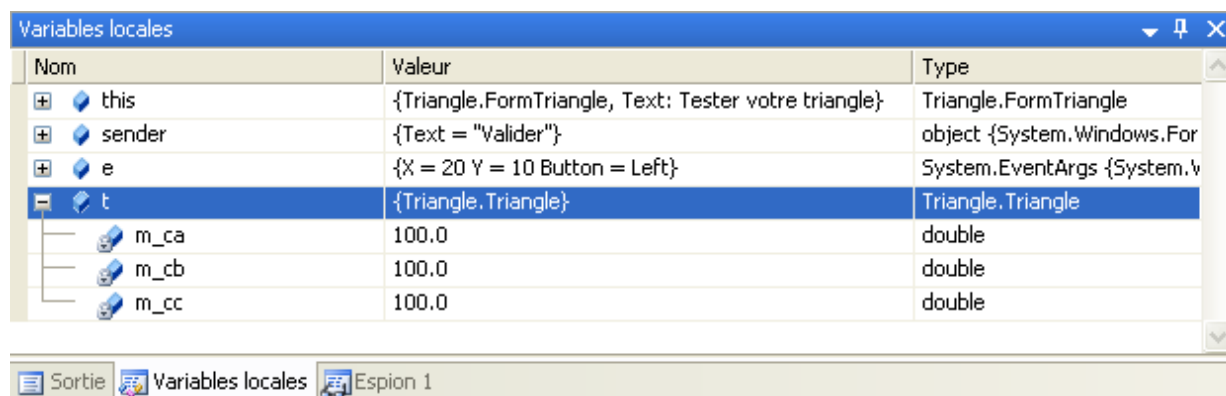 Variables locales
Nom Valeur Type
this {Triangle.FormTriangle, Text: Tester votre triangle} Triangle.FormTriangle
sender {Text = "Valider"} object {System.Windows.For
e {X = 20 Y = 10 Button = Left} System.EventArgs {System.W
t {Triangle.Triangle} Triangle.Triangle
m_ca 100.0 double
m_cb 100.0 double
m_cc 100.0 double
Sortie Variables locales Espion 1